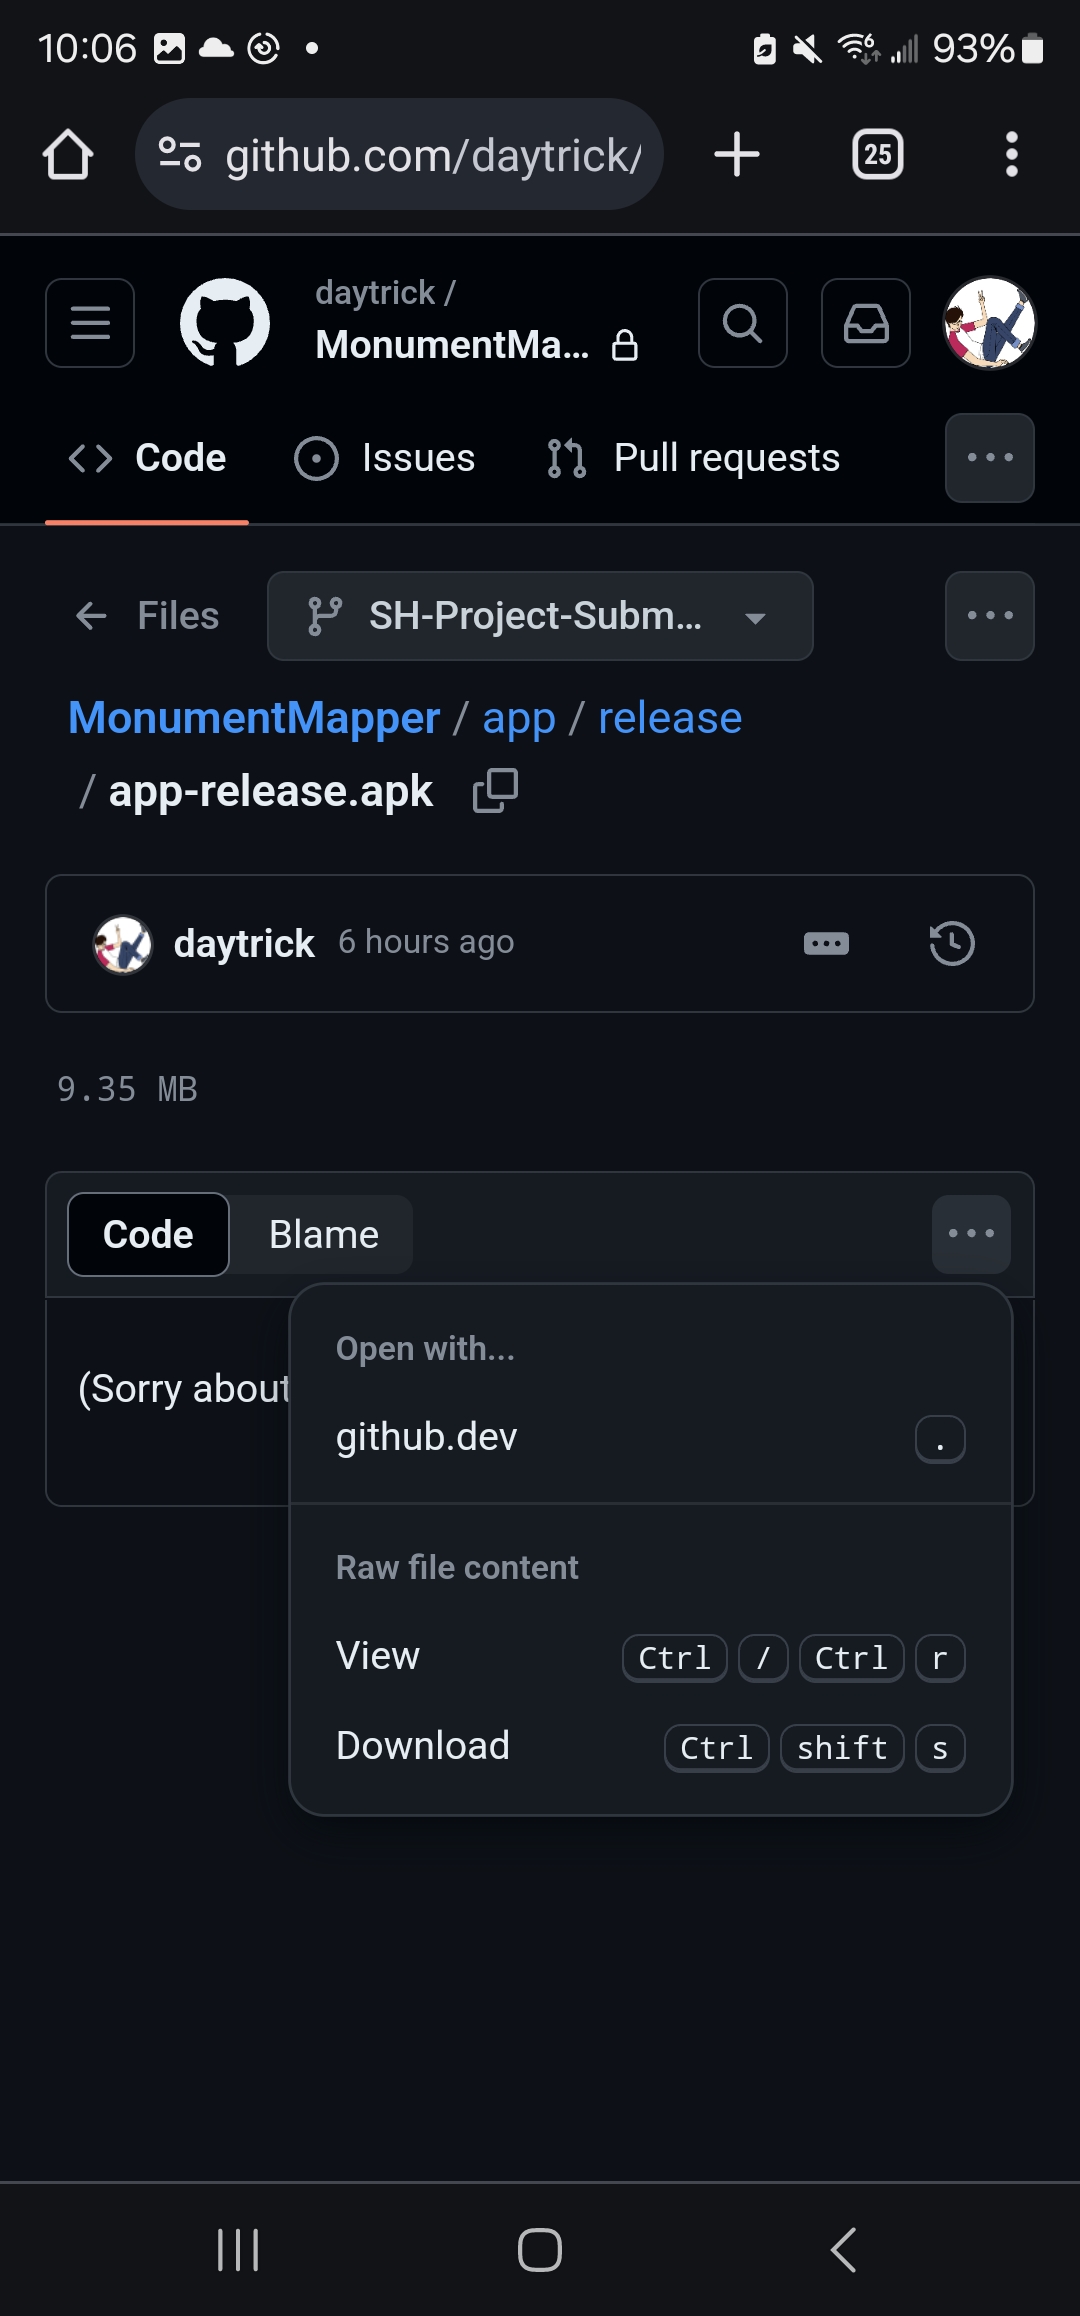 10:06 93%
github.com/daytrick/ 25
daytrick /
MonumentMa...
Code Issues Pull requests
Files SH-Project-Subm...
MonumentMapper / app / release
/ app-release.apk
daytrick 6 hours ago
9.35 MB
Code Blame
Open with...
(Sorry about
github.dev .
Raw file content
View Ctrl / Ctrl r
Download Ctrl shift s